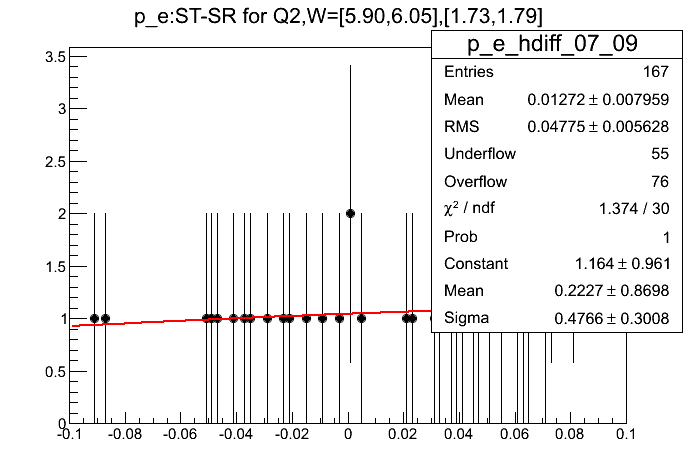 p_e:ST-SR for Q2,W=[5.90,6.05],[1.73,1.79]
p_e_hdiff_07_09
Entries 167
Mean 0.01272 ± 0.007959
RMS 0.04775 ± 0.005628
Underflow 55
Overflow 76
χ² / ndf 1.374 / 30
Prob 1
Constant 1.164 ± 0.961
Mean 0.2227 ± 0.8698
Sigma 0.4766 ± 0.3008
3.5
3
2.5
2
1.5
1
0.5
0
-0.1 -0.08 -0.06 -0.04 -0.02 0 0.02 0.04 0.06 0.08 0.1